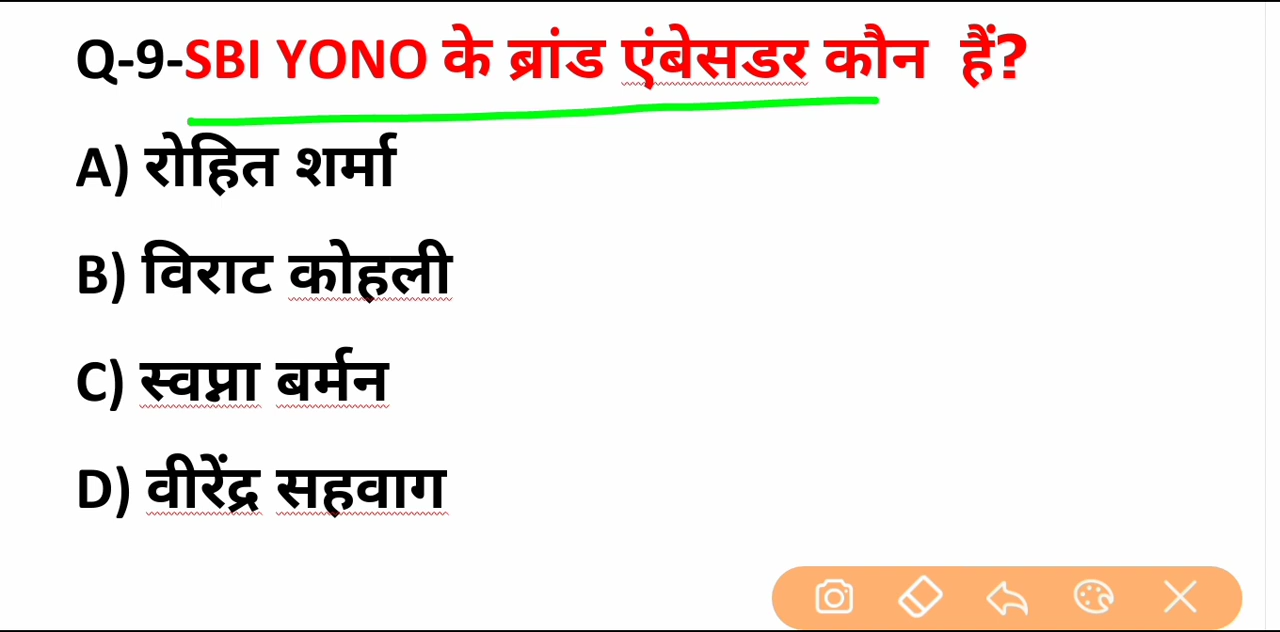 Q-9-SBI YONO के ब्रांड एंबेसडर कौन हैं?
A) रोहित शर्मा
B) विराट कोहली
C) स्वप्ना बर्मन
D) वीरेंद्र सहवाग